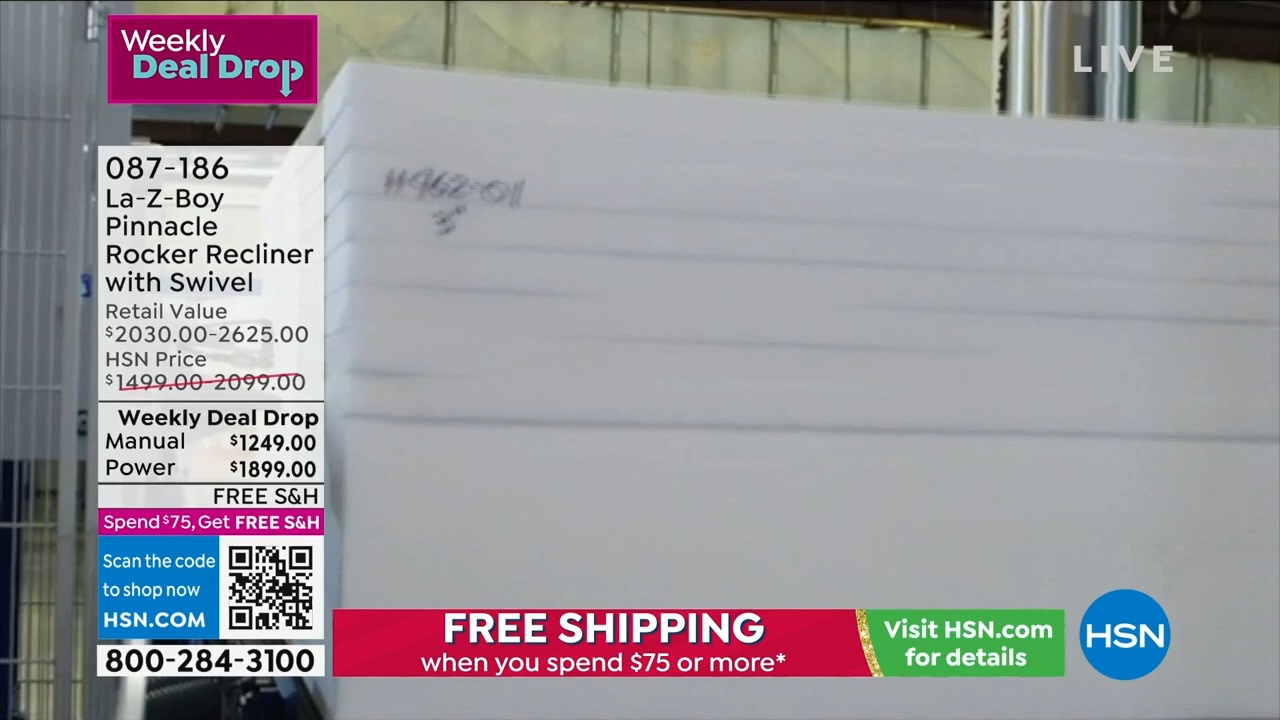 Weekly
Deal Drop
LIVE
087-186
La-Z-Boy
Pinnacle
Rocker Recliner
with Swivel
Retail Value
$2030.00-2625.00
HSN Price
$1499.00-2099.00
Weekly Deal Drop
Manual $1249.00
Power $1899.00
FREE S&H
Spend $75, Get FREE S&H
Scan the code
to shop now
HSN.COM
800-284-3100
FREE SHIPPING
when you spend $75 or more*
Visit HSN.com
for details
HSN